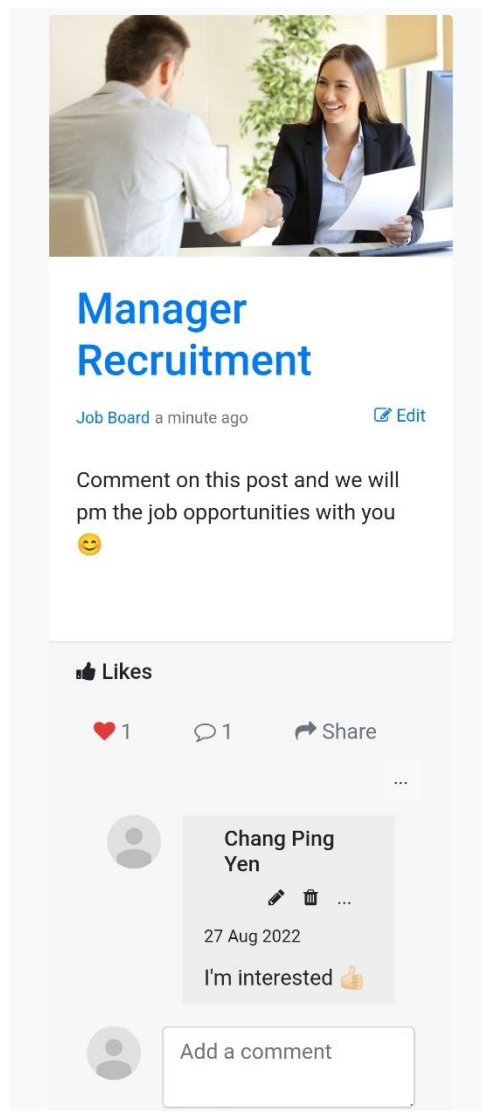 Manager
Recruitment
Job Board a minute ago Edit
Comment on this post and we will
pm the job opportunities with you
😊
Likes
1 1 Share
...
Chang Ping
Yen
...
27 Aug 2022
I'm interested 👍🏻
Add a comment